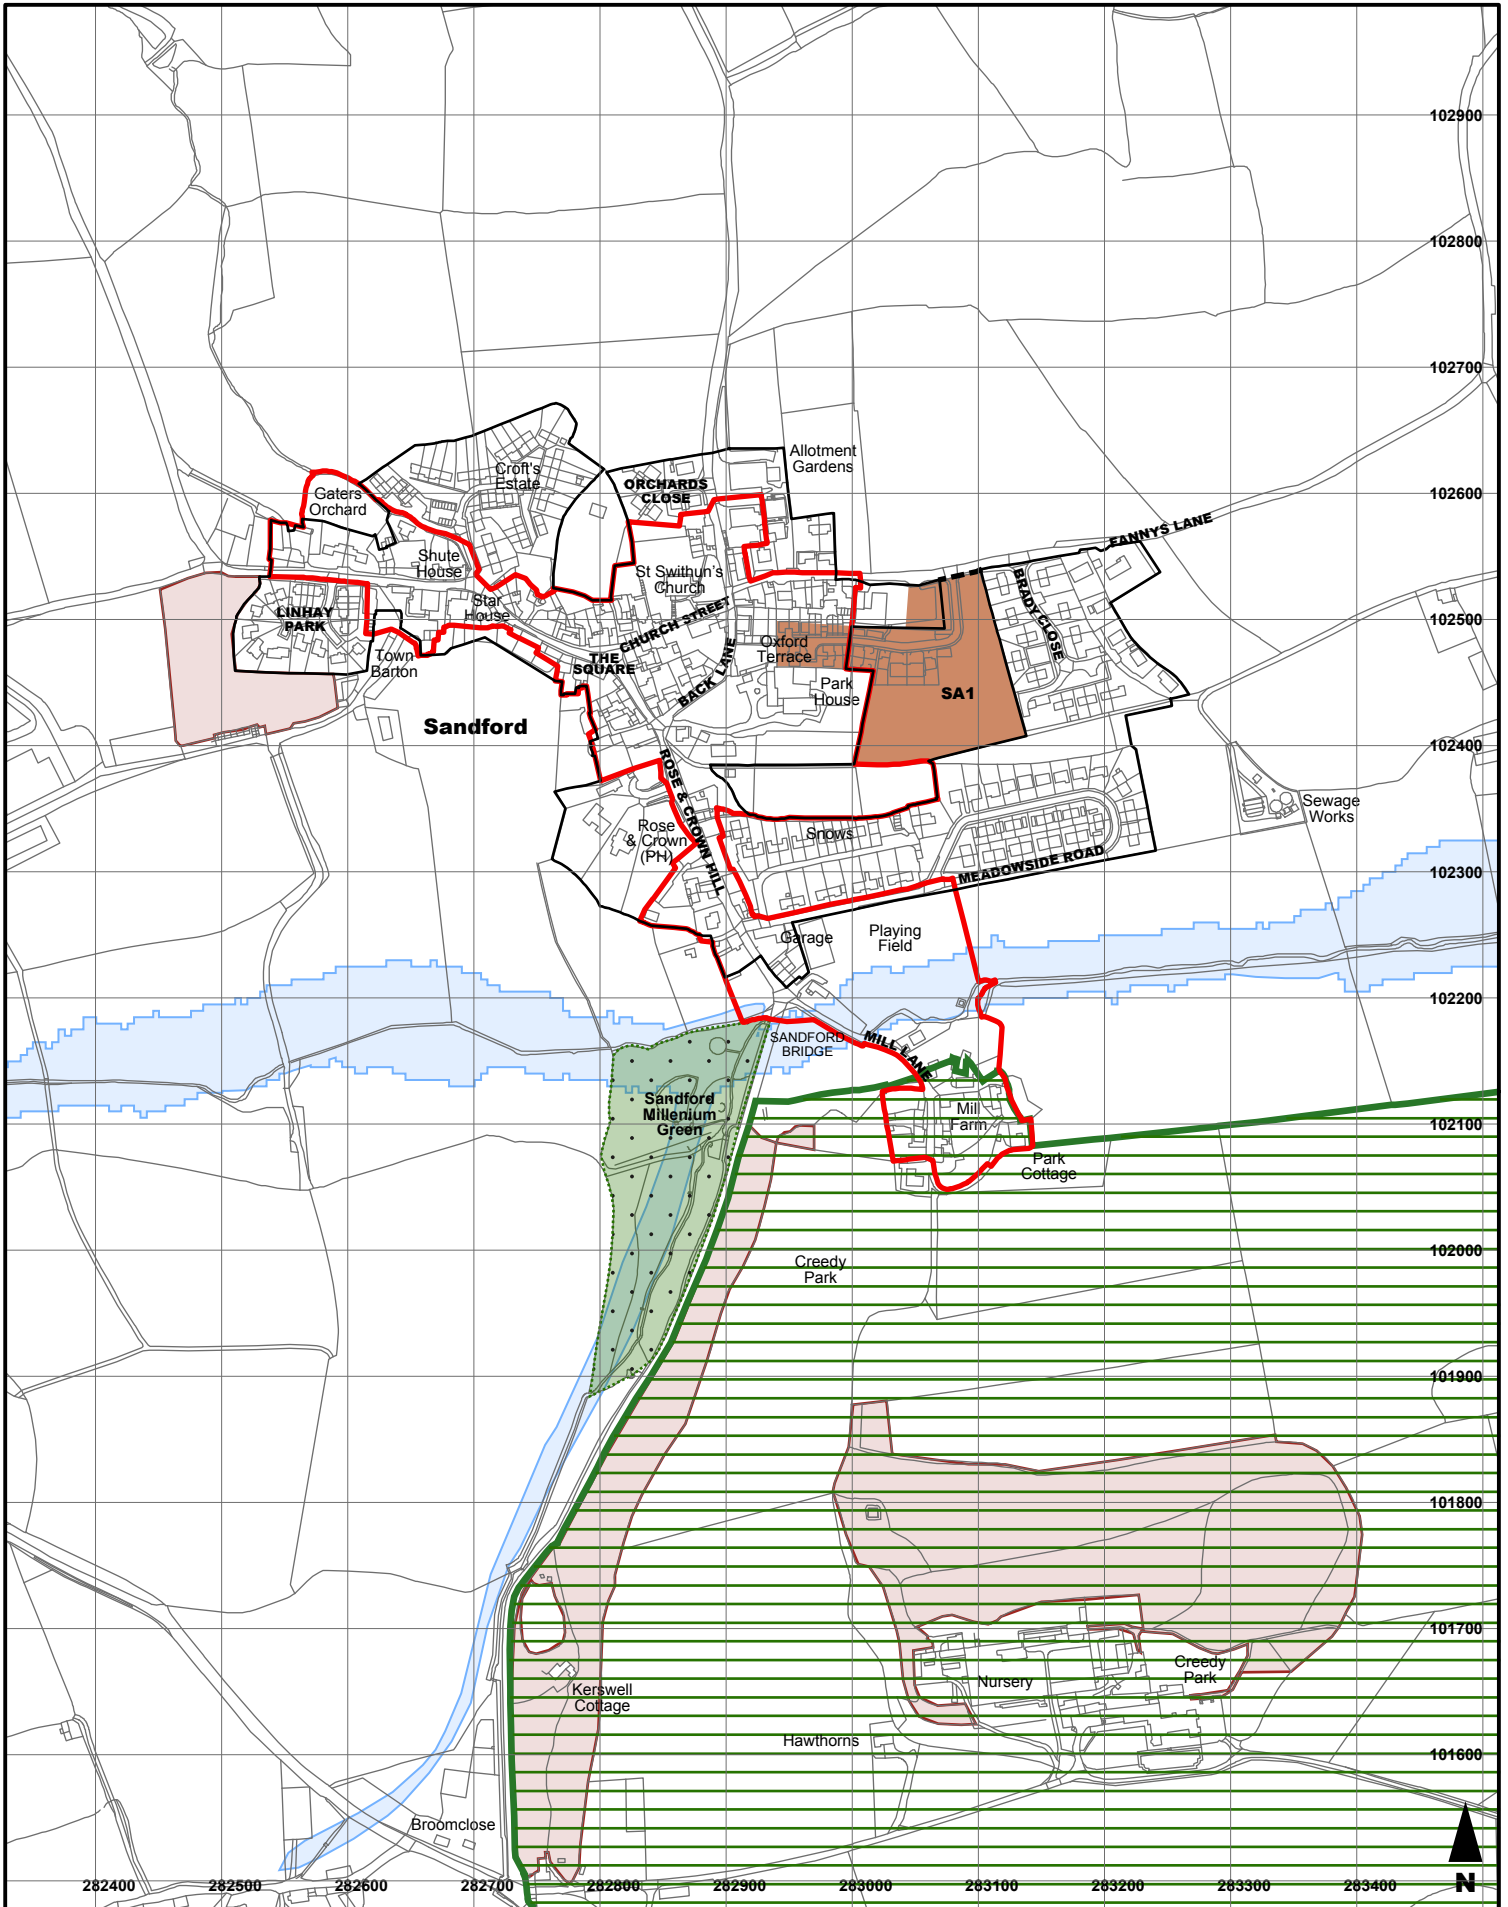 102900
102800
102700
Allotment
Gardens
Croft's
Estate
ORCHARDS
CLOSE
Gaters
Orchard
102600
FANNYS LANE
Shute
House
St Swithun's
Church
BRADY CLOSE
Star
House
LINHAY
PARK
CHURCH STREET
102500
Oxford
Terrace
THE
SQUARE
Town
Barton
BACK LANE
Park
House
SA1
Sandford
102400
ROSE & CROWN HILL
Sewage
Works
Rose
& Crown
(PH)
Snows
MEADOWSIDE ROAD
102300
Garage
Playing
Field
102200
SANDFORD
BRIDGE
MILL LANE
Sandford
Millenium
Green
Mill
Farm
102100
Park
Cottage
Creedy
Park
102000
101900
101800
101700
Creedy
Park
Nursery
Kerswell
Cottage
Hawthorns
101600
Broomclose
N
282400
282500
282600
282700
282800
282900
283000
283100
283200
283300
283400